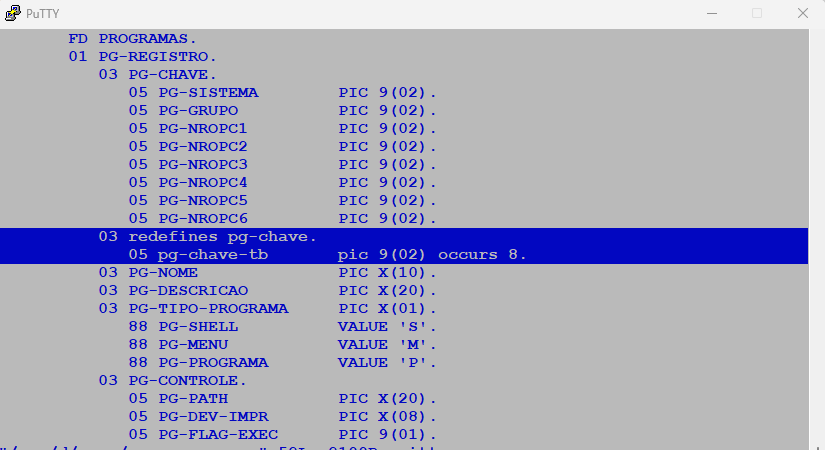 PuTTY
FD PROGRAMAS.
01 PG-REGISTRO.
03 PG-CHAVE.
05 PG-SISTEMA PIC 9(02).
05 PG-GRUPO PIC 9(02).
05 PG-NROPC1 PIC 9(02).
05 PG-NROPC2 PIC 9(02).
05 PG-NROPC3 PIC 9(02).
05 PG-NROPC4 PIC 9(02).
05 PG-NROPC5 PIC 9(02).
05 PG-NROPC6 PIC 9(02).
03 redefines pg-chave.
05 pg-chave-tb pic 9(02) occurs 8.
03 PG-NOME PIC X(10).
03 PG-DESCRICAO PIC X(20).
03 PG-TIPO-PROGRAMA PIC X(01).
88 PG-SHELL VALUE 'S'.
88 PG-MENU VALUE 'M'.
88 PG-PROGRAMA VALUE 'P'.
03 PG-CONTROLE.
05 PG-PATH PIC X(20).
05 PG-DEV-IMPR PIC X(08).
05 PG-FLAG-EXEC PIC 9(01).